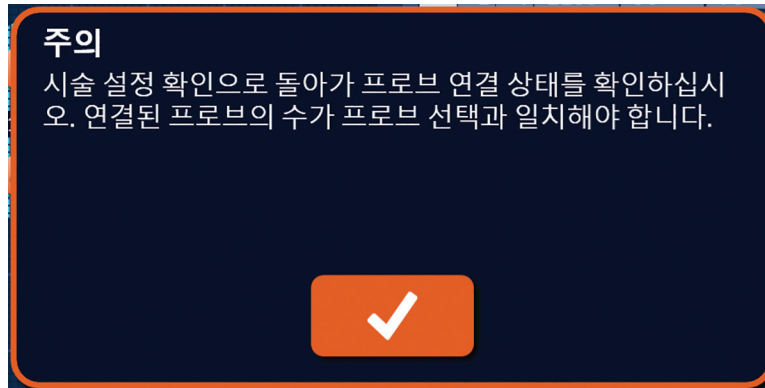 주의
시술 설정 확인으로 돌아가 프로브 연결 상태를 확인하십시
오. 연결된 프로브의 수가 프로브 선택과 일치해야 합니다.